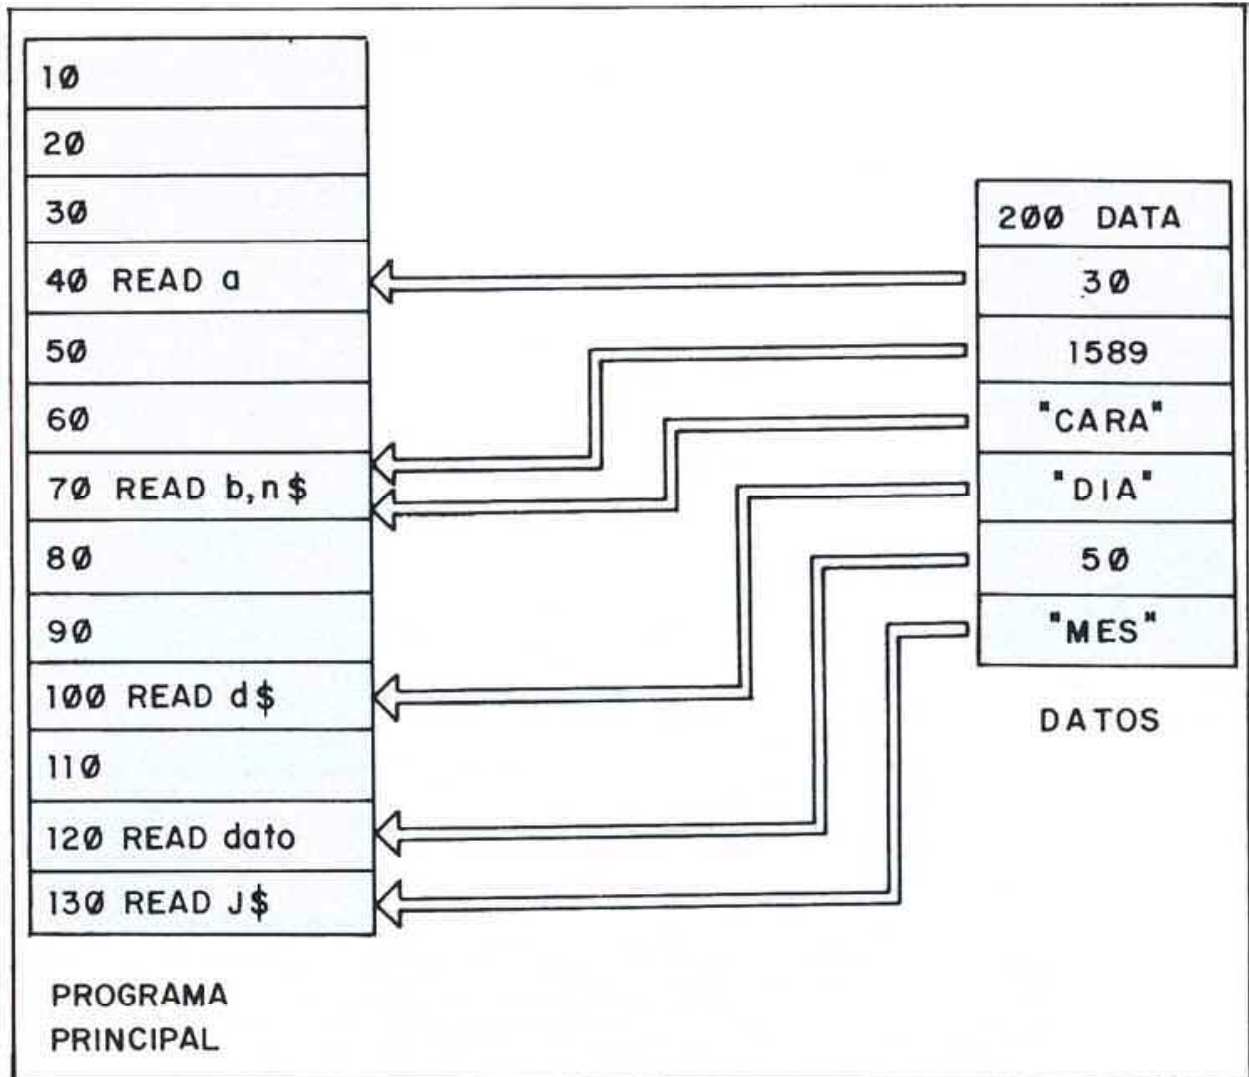 10
20
30
40 READ a
50
60
70 READ b,n$
80
90
100 READ d$
110
120 READ dato
130 READ J$
PROGRAMA
PRINCIPAL
200 DATA
30
1589
"CARA"
"DIA"
50
"MES"
DATOS